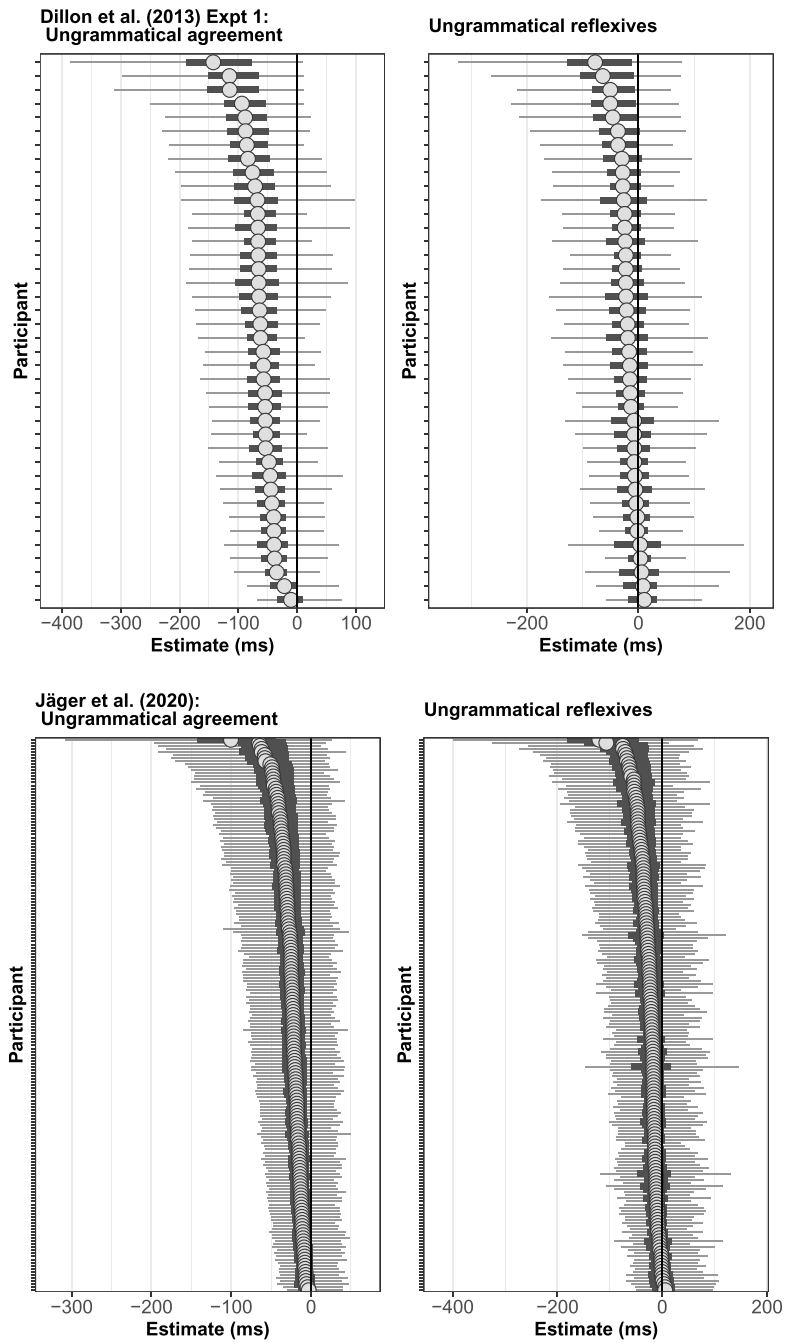 Dillon et al. (2013) Expt 1:
Ungrammatical agreement
Ungrammatical reflexives
Participant
Participant
−400 −300 −200 −100 0 100
−200 0 200
Estimate (ms)
Estimate (ms)
Jäger et al. (2020):
Ungrammatical agreement
Ungrammatical reflexives
Participant
Participant
−300 −200 −100 0
−400 −200 0 200
Estimate (ms)
Estimate (ms)